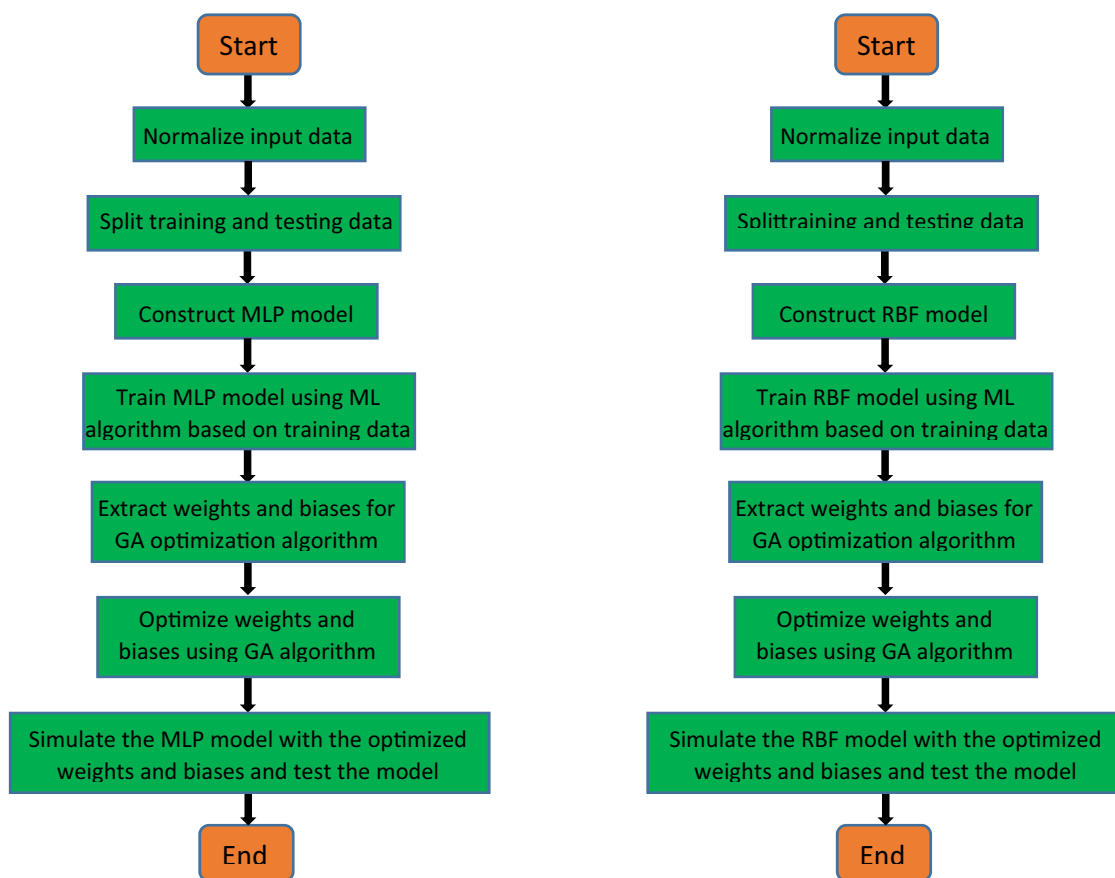 Start
Normalize input data
Split training and testing data
Construct MLP model
Train MLP model using ML
algorithm based on training data
Extract weights and biases for
GA optimization algorithm
Optimize weights and
biases using GA algorithm
Simulate the MLP model with the optimized
weights and biases and test the model
End
Start
Normalize input data
Splittraining and testing data
Construct RBF model
Train RBF model using ML
algorithm based on training data
Extract weights and biases for
GA optimization algorithm
Optimize weights and
biases using GA algorithm
Simulate the RBF model with the optimized
weights and biases and test the model
End